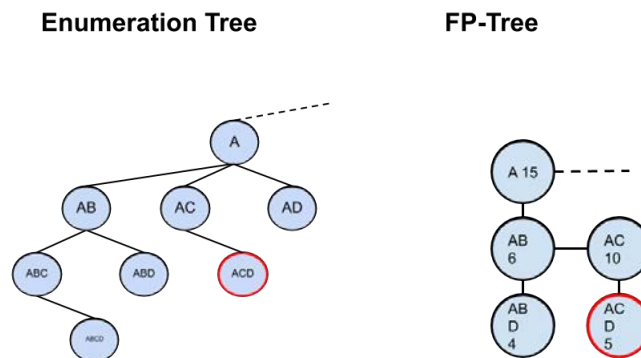 Enumeration Tree
FP-Tree
A
AB
AC
AD
ABC
ABD
ACD
ABCD
A 15
AB
6
AC
10
AB
D
4
AC
D
5